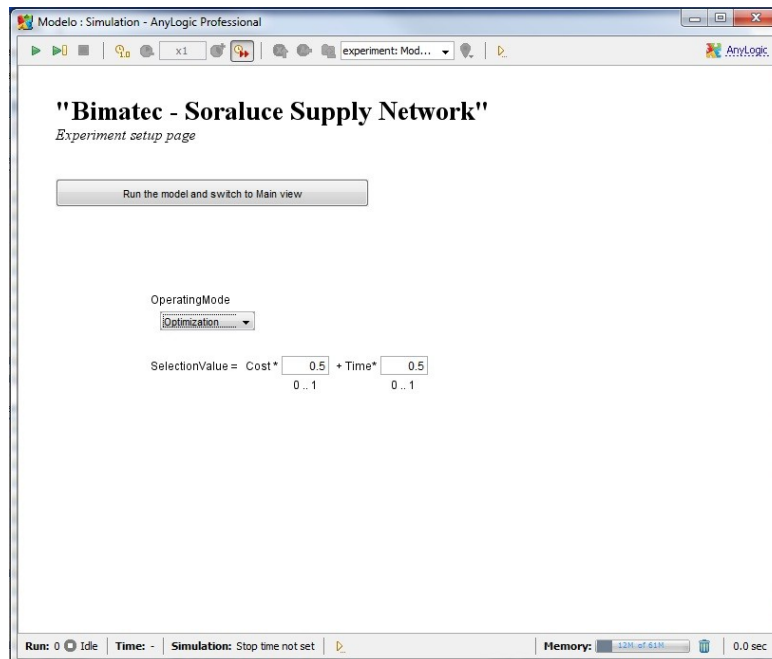 Modelo : Simulation - AnyLogic Professional
x1 experiment: Mod... AnyLogic
"Bimatec - Soraluce Supply Network"
Experiment setup page
Run the model and switch to Main view
OperatingMode
Optimization
SelectionValue = Cost * 0.5 + Time* 0.5
0 .. 1 0 .. 1
Run: 0 Idle Time: - Simulation: Stop time not set Memory: 12M of 61M 0.0 sec